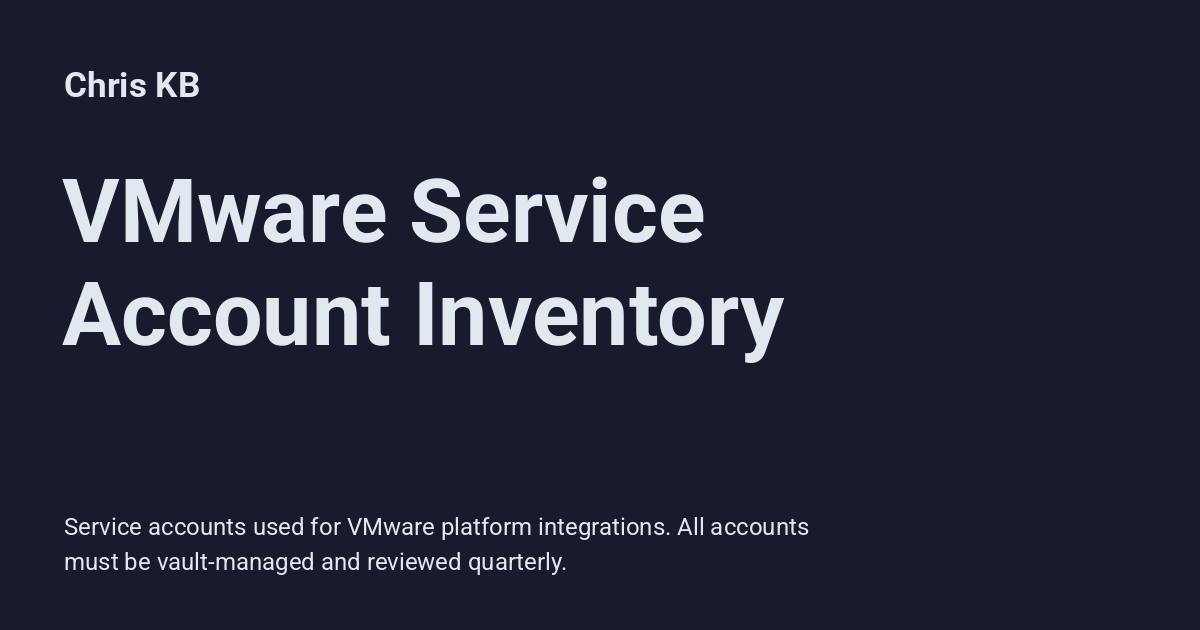 Chris KB
VMware Service
Account Inventory
Service accounts used for VMware platform integrations. All accounts
must be vault-managed and reviewed quarterly.